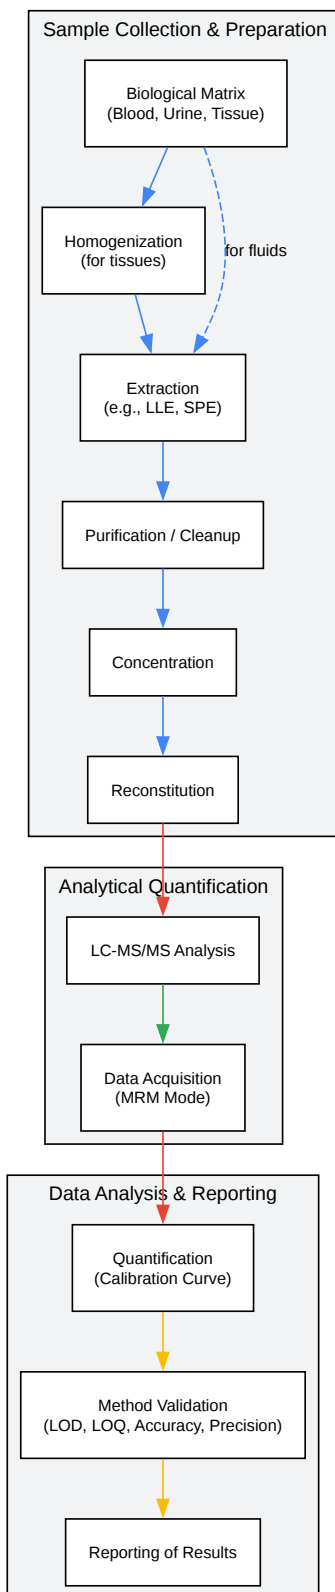 Sample Collection & Preparation
Biological Matrix
(Blood, Urine, Tissue)
Homogenization
(for tissues)
for fluids
Extraction
(e.g., LLE, SPE)
Purification / Cleanup
Concentration
Reconstitution
Analytical Quantification
LC-MS/MS Analysis
Data Acquisition
(MRM Mode)
Data Analysis & Reporting
Quantification
(Calibration Curve)
Method Validation
(LOD, LOQ, Accuracy, Precision)
Reporting of Results